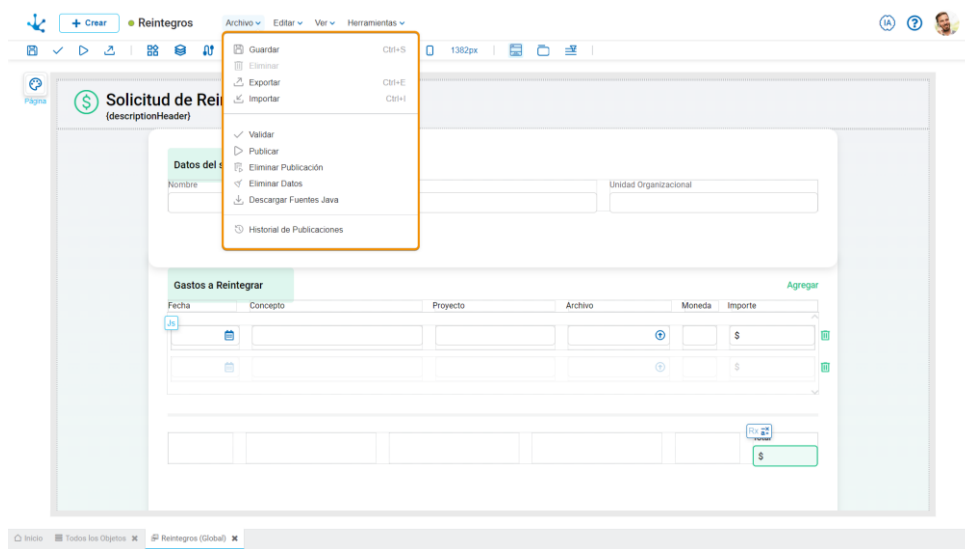 + Crear
Reintegros
Archivo Editar Ver Herramientas
IA
?
1382px
Página
Guardar Ctrl+S
Eliminar
Exportar Ctrl+E
Importar Ctrl+I
Validar
Publicar
Eliminar Publicación
Eliminar Datos
Descargar Fuentes Java
Historial de Publicaciones
$
Solicitud de Rei
{descriptionHeader}
Datos del s
Nombre Unidad Organizacional
Gastos a Reintegrar Agregar
Fecha Concepto Proyecto Archivo Moneda Importe
Js
$
$
Rx
Total
$
Inicio Todos los Objetos Reintegros (Global)